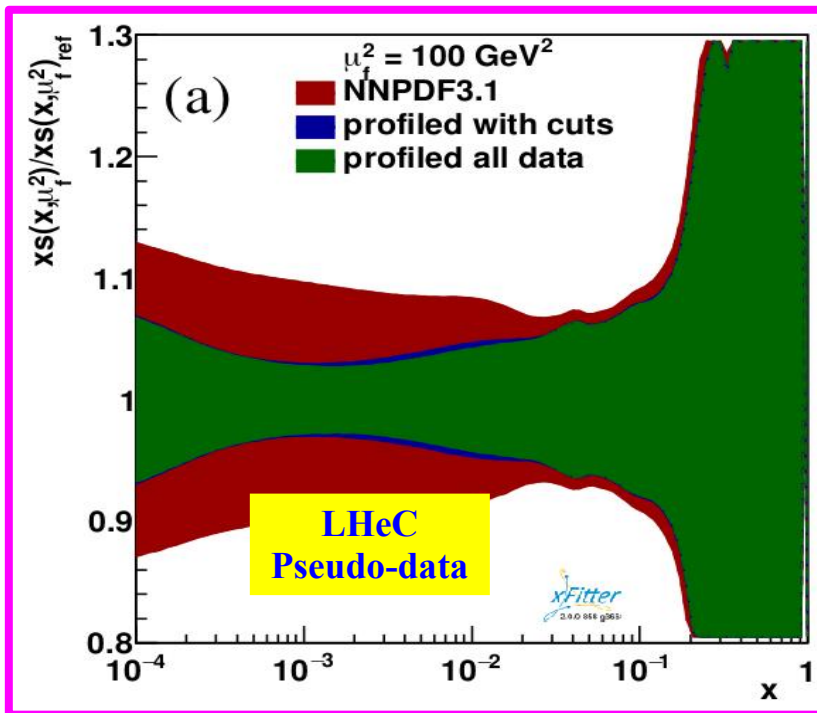 (a)
μ_f^2 = 100 GeV^2
NNPDF3.1
profiled with cuts
profiled all data
xs(x,μ_f^2)/xs(x,μ_f^2)_ref
1.3
1.2
1.1
1
0.9
0.8
LHeC
Pseudo-data
xFitter
10^-4
10^-3
10^-2
10^-1
1
x